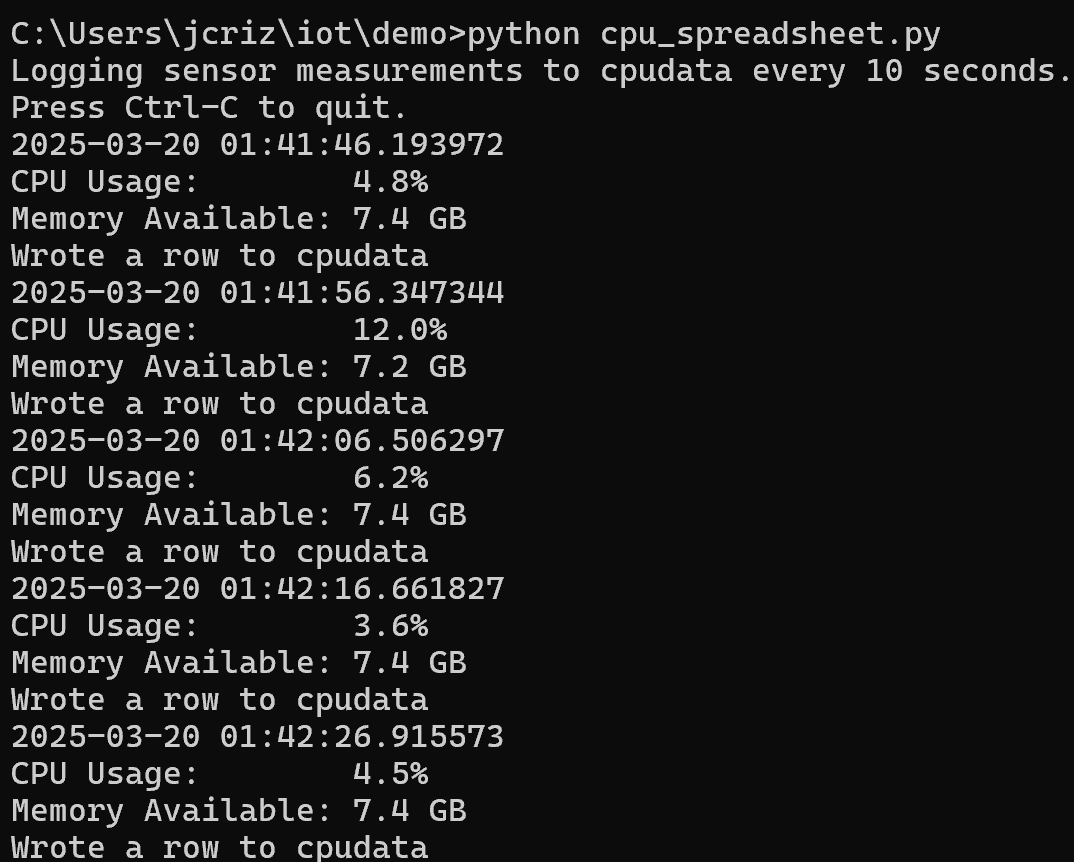 C:\Users\jcriz\iot\demo>python cpu_spreadsheet.py
Logging sensor measurements to cpudata every 10 seconds.
Press Ctrl-C to quit.
2025-03-20 01:41:46.193972
CPU Usage:        4.8%
Memory Available: 7.4 GB
Wrote a row to cpudata
2025-03-20 01:41:56.347344
CPU Usage:        12.0%
Memory Available: 7.2 GB
Wrote a row to cpudata
2025-03-20 01:42:06.506297
CPU Usage:        6.2%
Memory Available: 7.4 GB
Wrote a row to cpudata
2025-03-20 01:42:16.661827
CPU Usage:        3.6%
Memory Available: 7.4 GB
Wrote a row to cpudata
2025-03-20 01:42:26.915573
CPU Usage:        4.5%
Memory Available: 7.4 GB
Wrote a row to cpudata